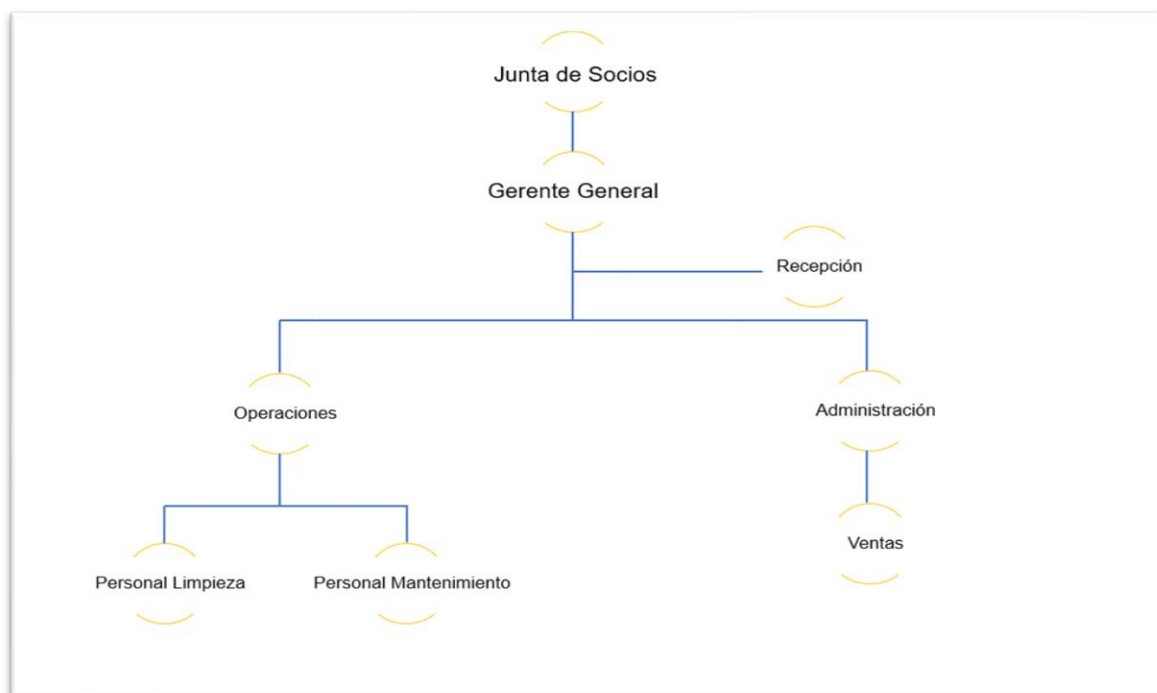 Junta de Socios
Gerente General
Recepción
Operaciones
Administración
Ventas
Personal Limpieza
Personal Mantenimiento